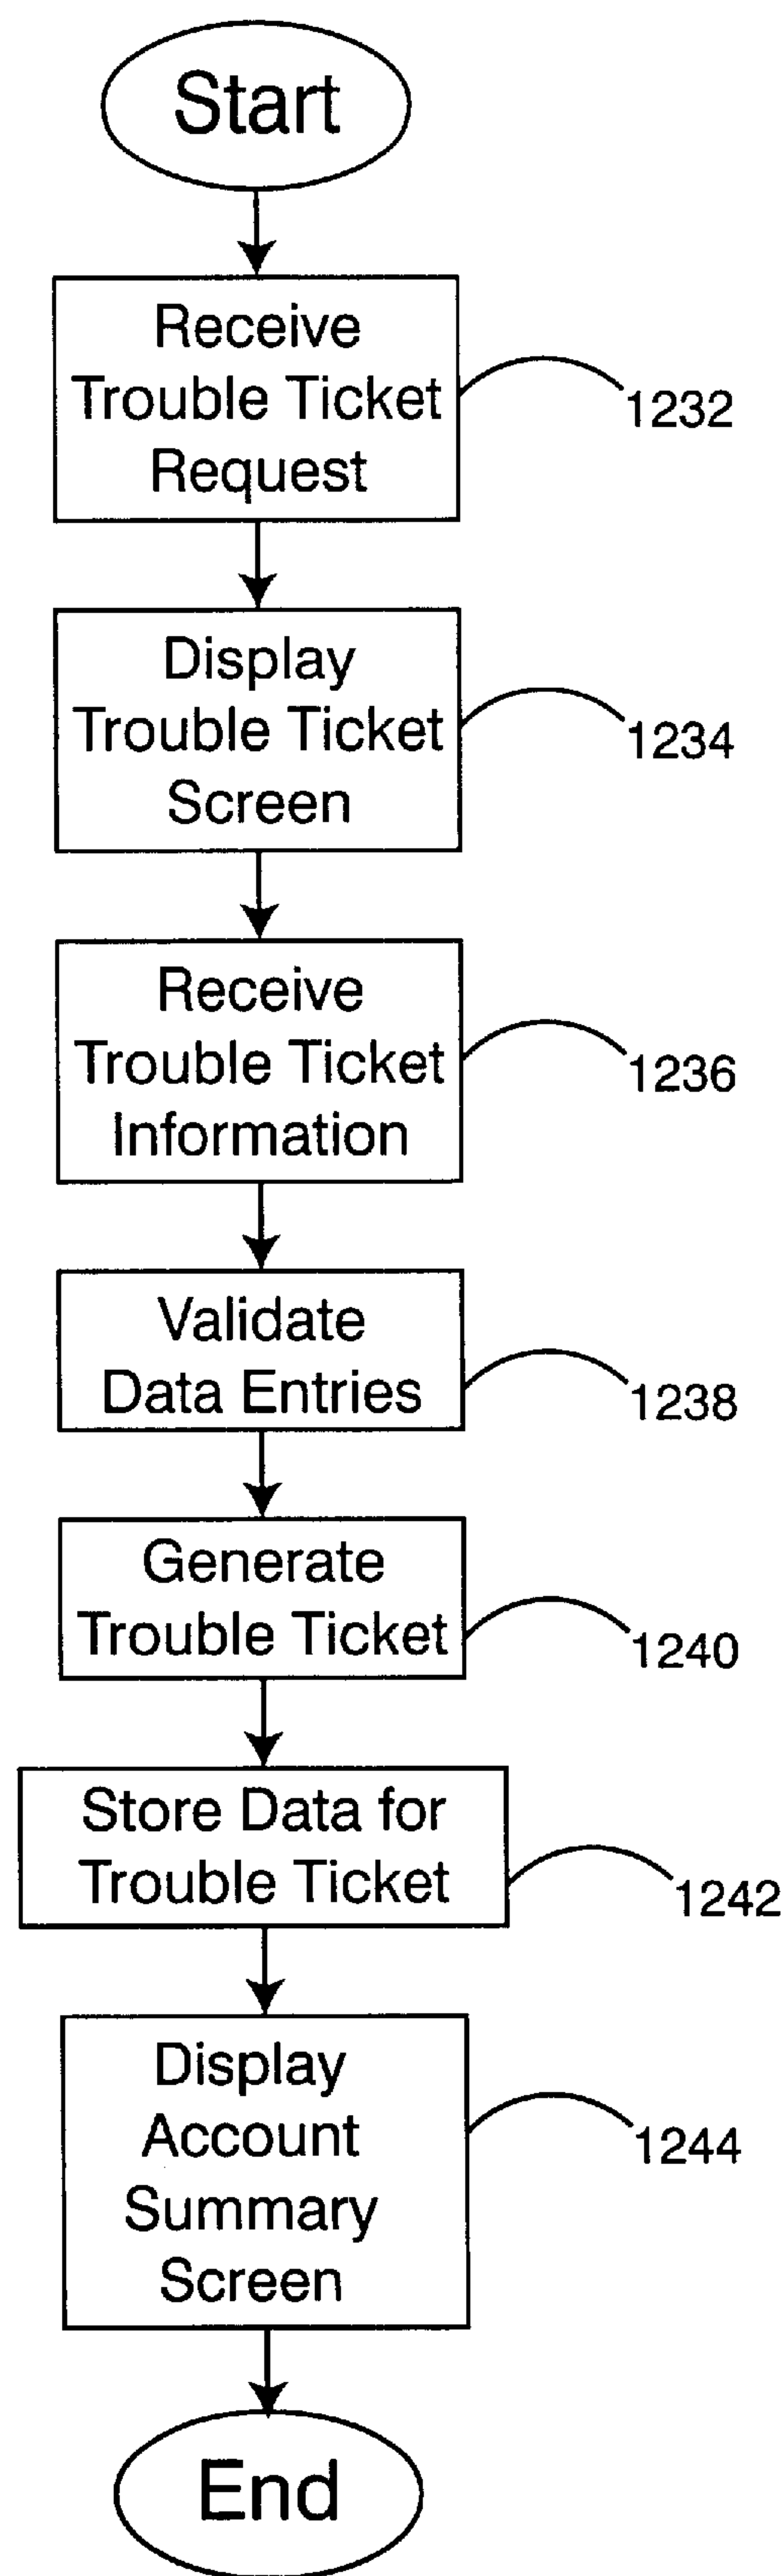 Start
Receive
Trouble Ticket
Request
1232
Display
Trouble Ticket
Screen
1234
Receive
Trouble Ticket
Information
1236
Validate
Data Entries
1238
Generate
Trouble Ticket
1240
Store Data for
Trouble Ticket
1242
Display
Account
Summary
Screen
1244
End